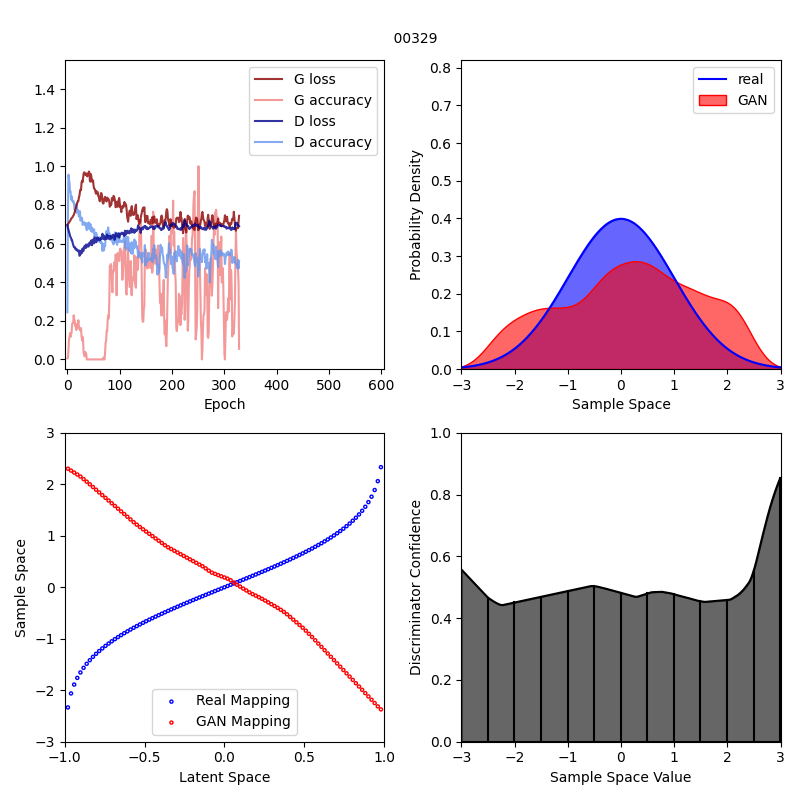 00329
G loss
G accuracy
D loss
D accuracy
1.4
1.2
1.0
0.8
0.6
0.4
0.2
0.0
0 100 200 300 400 500 600
Epoch
real
GAN
Probability Density
0.8
0.7
0.6
0.5
0.4
0.3
0.2
0.1
0.0
−3 −2 −1 0 1 2 3
Sample Space
Sample Space
3
2
1
0
−1
−2
−3
Real Mapping
GAN Mapping
−1.0 −0.5 0.0 0.5 1.0
Latent Space
Discriminator Confidence
1.0
0.8
0.6
0.4
0.2
0.0
−3 −2 −1 0 1 2 3
Sample Space Value